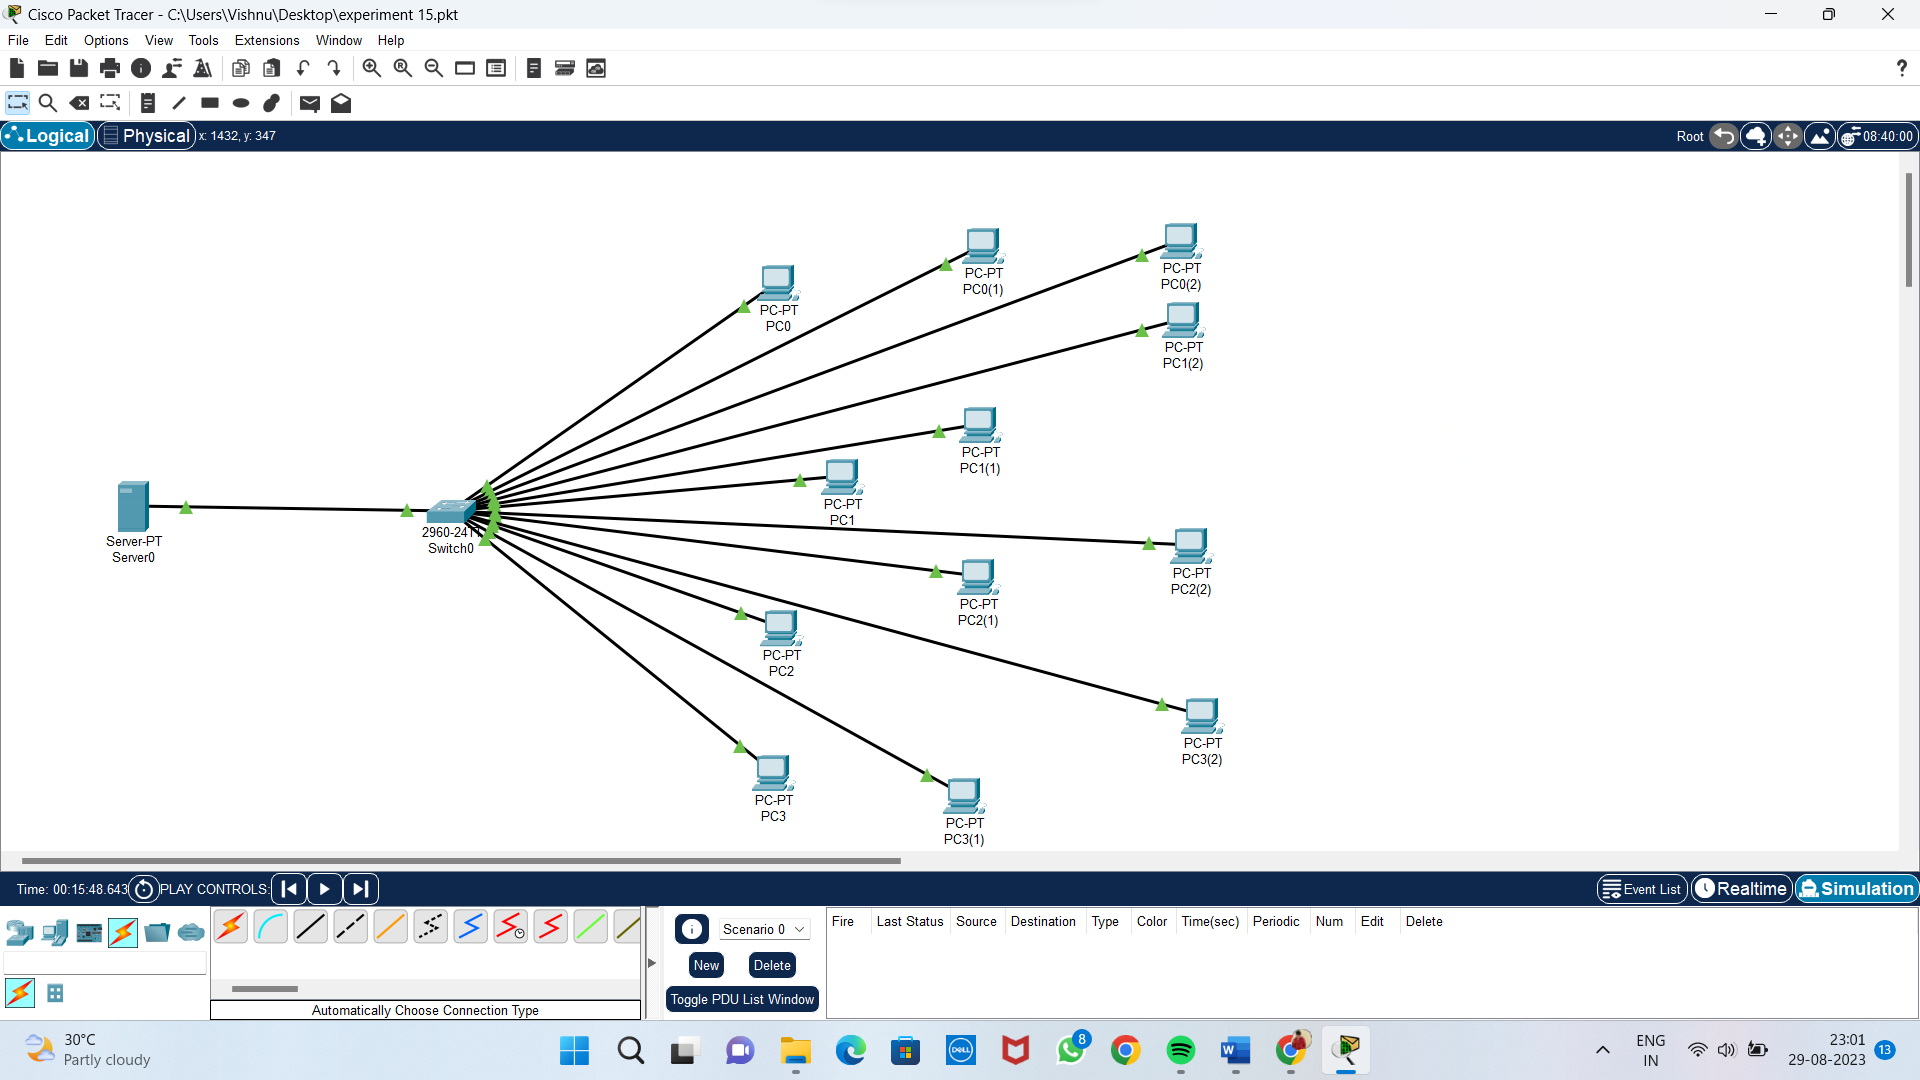 Cisco Packet Tracer - C:\Users\Vishnu\Desktop\experiment 15.pkt
File Edit Options View Tools Extensions Window Help
?
Logical Physical x: 1432, y: 347 Root 08:40:00
PC-PT
PC0(1)
PC-PT
PC0(2)
PC-PT
PC0
PC-PT
PC1(2)
PC-PT
PC1(1)
PC-PT
PC1
Server-PT
Server0
2960-24TT
Switch0
PC-PT
PC2(2)
PC-PT
PC2(1)
PC-PT
PC2
PC-PT
PC3(2)
PC-PT
PC3
PC-PT
PC3(1)
Time: 00:15:48.643 PLAY CONTROLS: Event List Realtime Simulation
Scenario 0
New Delete
Toggle PDU List Window
Fire Last Status Source Destination Type Color Time(sec) Periodic Num Edit Delete
Automatically Choose Connection Type
30°C
Partly cloudy
DELL
W
8
ENG
IN
23:01
29-08-2023
13